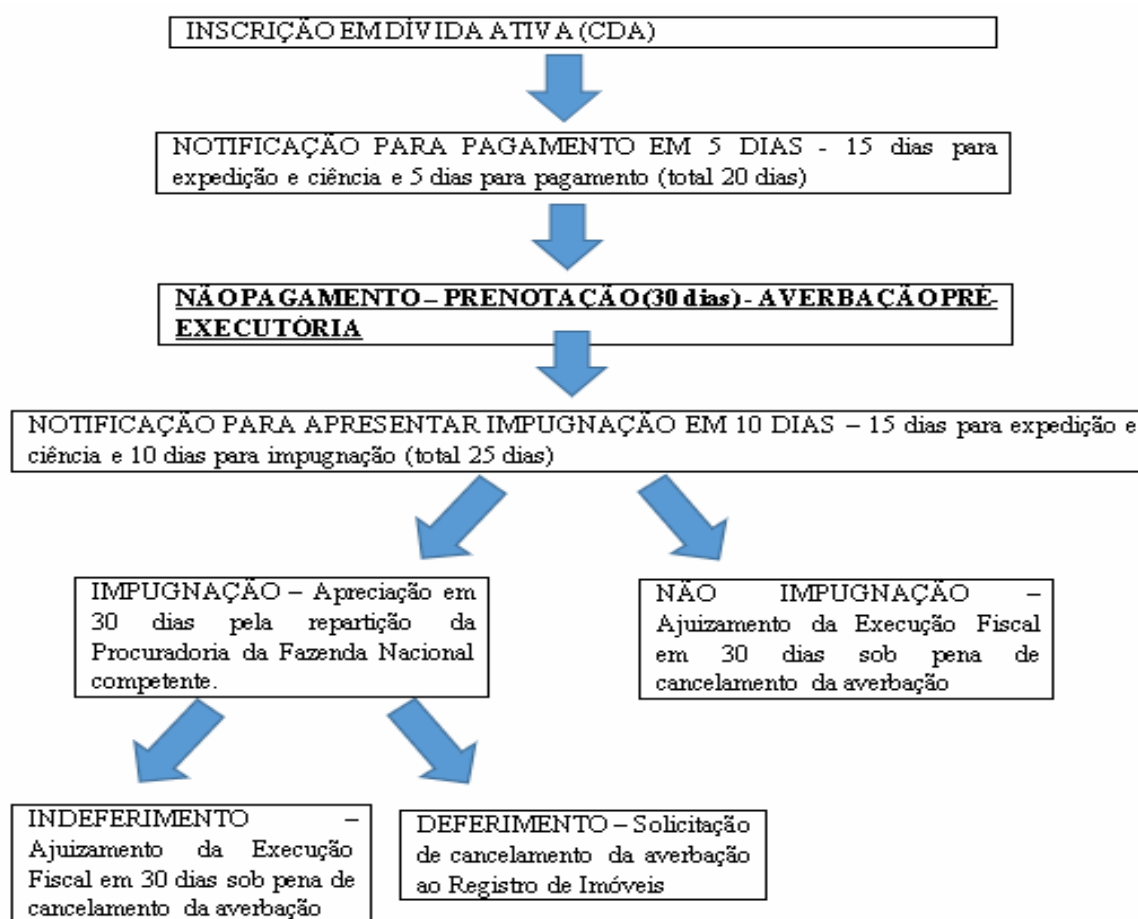 INSCRIÇÃO EM DÍVIDA ATIVA (CDA)
NOTIFICAÇÃO PARA PAGAMENTO EM 5 DIAS - 15 dias para
expedição e ciência e 5 dias para pagamento (total 20 dias)
NÃO PAGAMENTO – PRENOTAÇÃO (30 dias) - AVERBAÇÃO PRÉ-
EXECUTÓRIA
NOTIFICAÇÃO PARA APRESENTAR IMPUGNAÇÃO EM 10 DIAS – 15 dias para expedição e
ciência e 10 dias para impugnação (total 25 dias)
IMPUGNAÇÃO – Apreciação em
30 dias pela repartição da
Procuradoria da Fazenda Nacional
competente.
NÃO IMPUGNAÇÃO –
Ajuizamento da Execução Fiscal
em 30 dias sob pena de
cancelamento da averbação
INDEFERIMENTO –
Ajuizamento da Execução
Fiscal em 30 dias sob pena de
cancelamento da averbação
DEFERIMENTO – Solicitação
de cancelamento da averbação
ao Registro de Imóveis